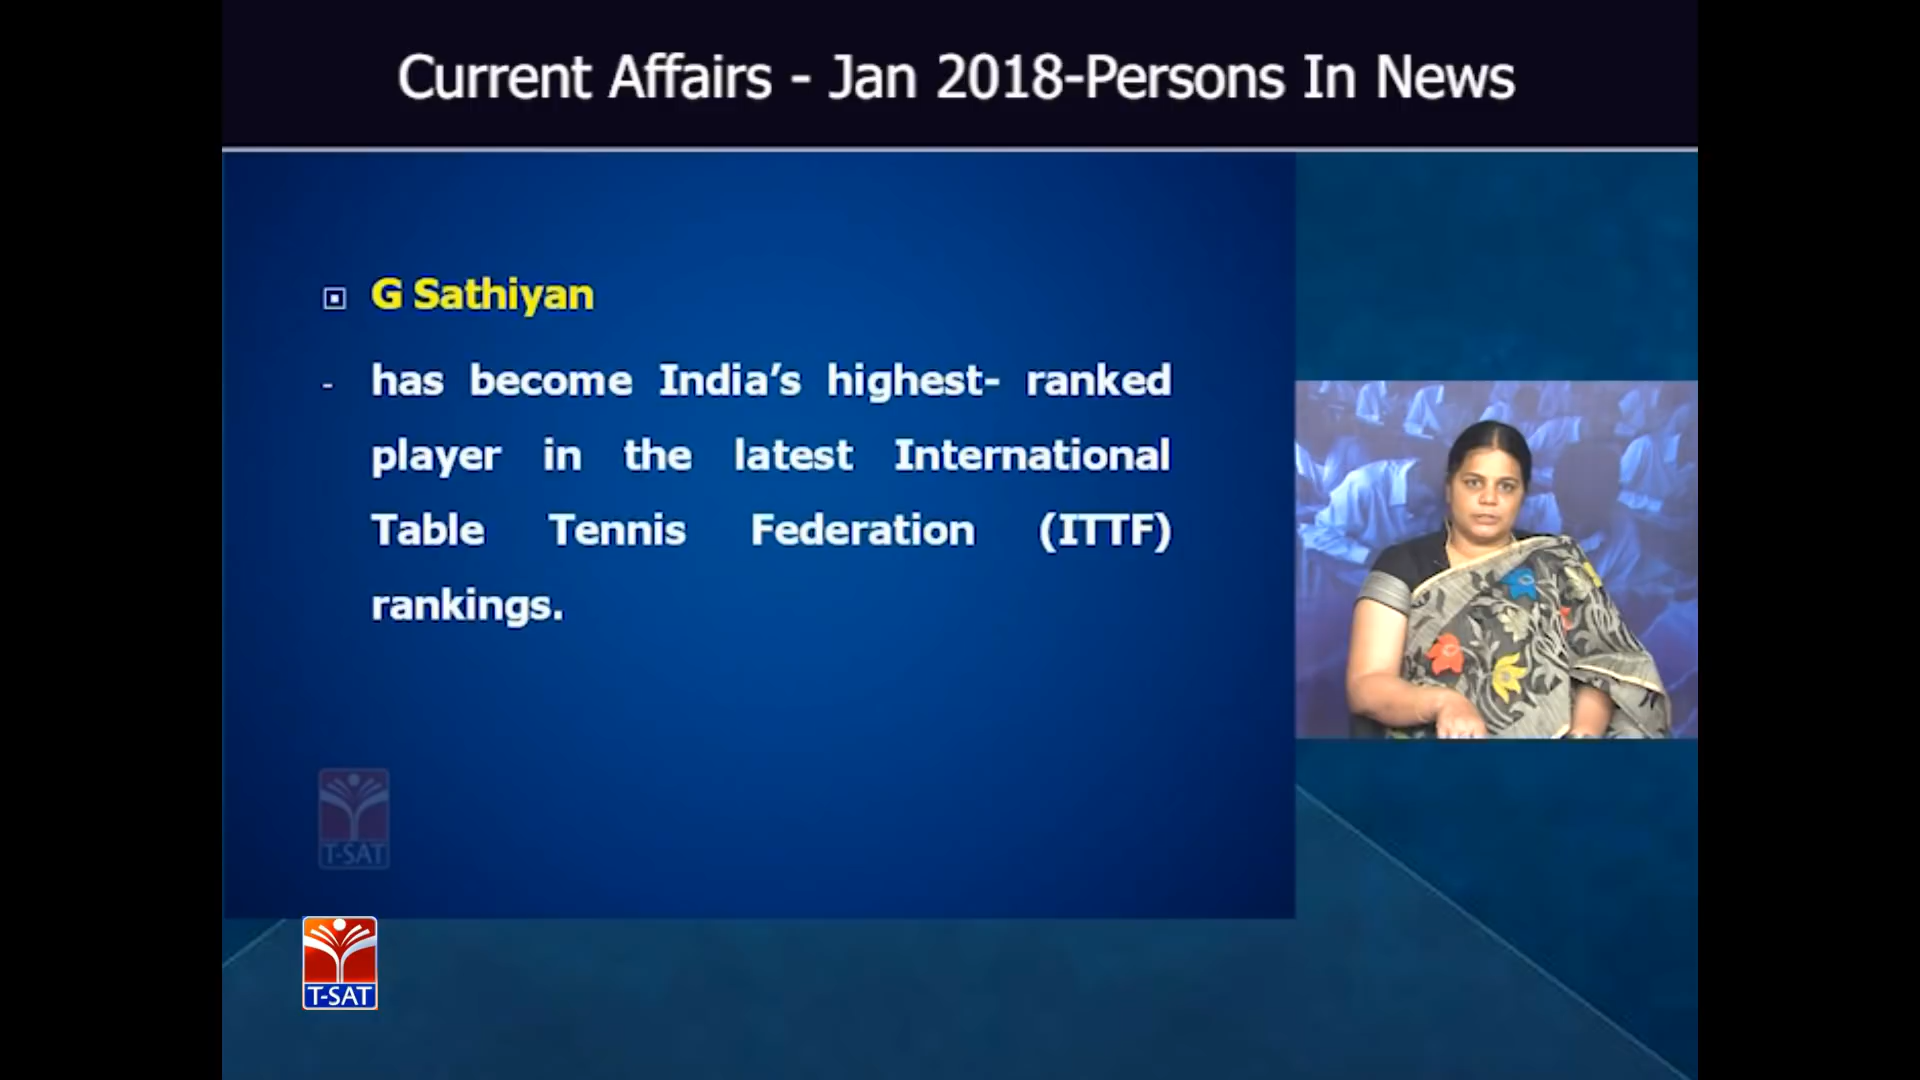 Current Affairs - Jan 2018-Persons In News
G Sathiyan
- has become India's highest- ranked
player in the latest International
Table Tennis Federation (ITTF)
rankings.
T-SAT
T-SAT